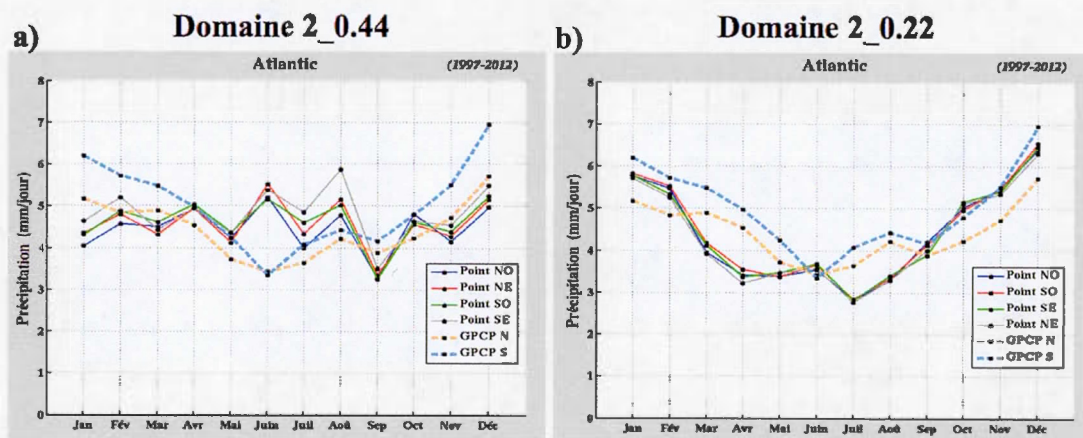 Domaine 2_0.44
a)
Atlantic (1997-2012)
Précipitation (mm/jour)
8
7
6
5
4
3
2
1
0
Jan Fév Mar Avr Mai Juin Juil Aoû Sep Oct Nov Déc
Point NO
Point NE
Point SO
Point SE
GPCP N
GPCP S
Domaine 2_0.22
b)
Atlantic (1997-2012)
Précipitation (mm/jour)
8
7
6
5
4
3
2
1
0
Jan Fév Mar Avr Mai Juin Juil Aoû Sep Oct Nov Déc
Point NO
Point SO
Point SE
Point NE
GPCP N
GPCP S